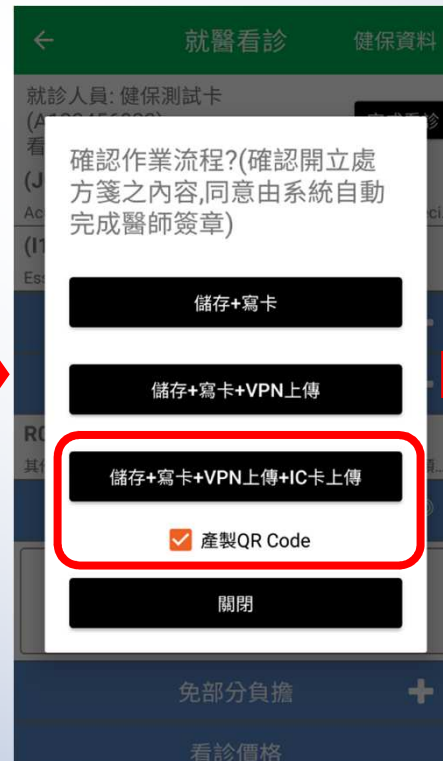 就醫看診
健保資料
就診人員: 健保測試卡
確認作業流程?(確認開立處
方箋之內容,同意由系統自動
完成醫師簽章)
儲存+寫卡
儲存+寫卡+VPN上傳
儲存+寫卡+VPN上傳+IC卡上傳
產製QR Code
關閉
免部分負擔
看診價格